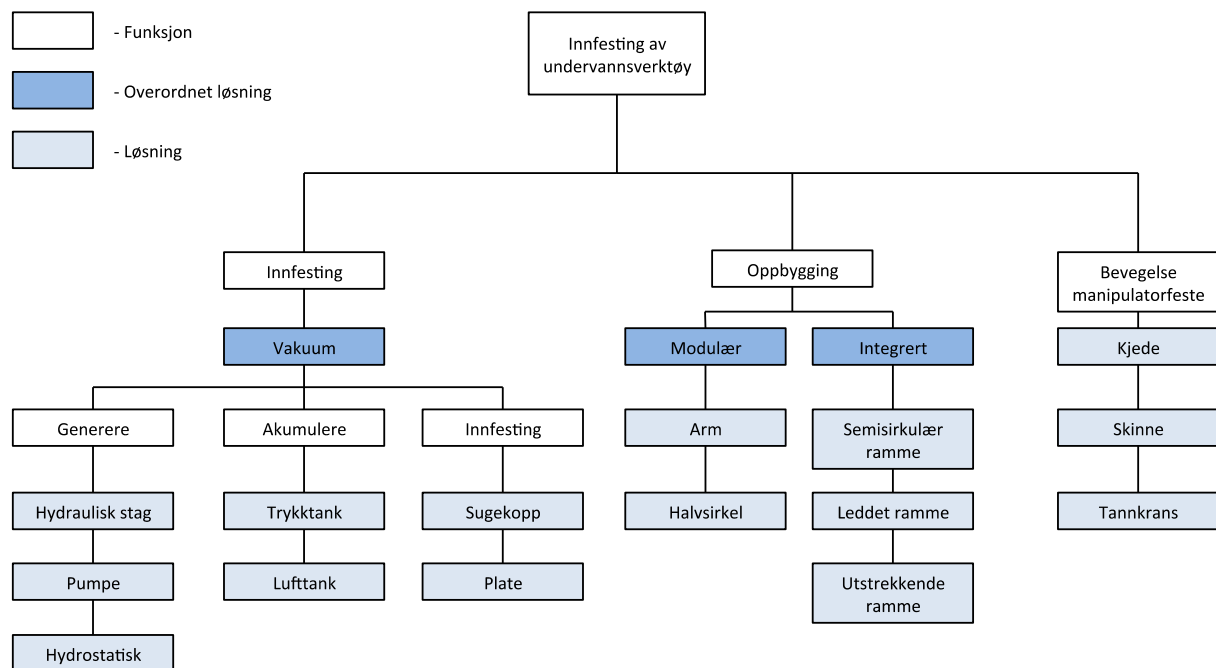 - Funksjon
- Overordnet løsning
- Løsning
Innfesting av
undervannsverktøy
Innfesting
Oppbygging
Bevegelse
manipulatorfeste
Vakuum
Modulær
Integrert
Kjede
Generere
Akumulere
Innfesting
Arm
Semisirkulær
ramme
Skinne
Hydraulisk stag
Trykktank
Sugekopp
Halvsirkel
Leddet ramme
Tannkrans
Pumpe
Lufttank
Plate
Utstrekkende
ramme
Hydrostatisk